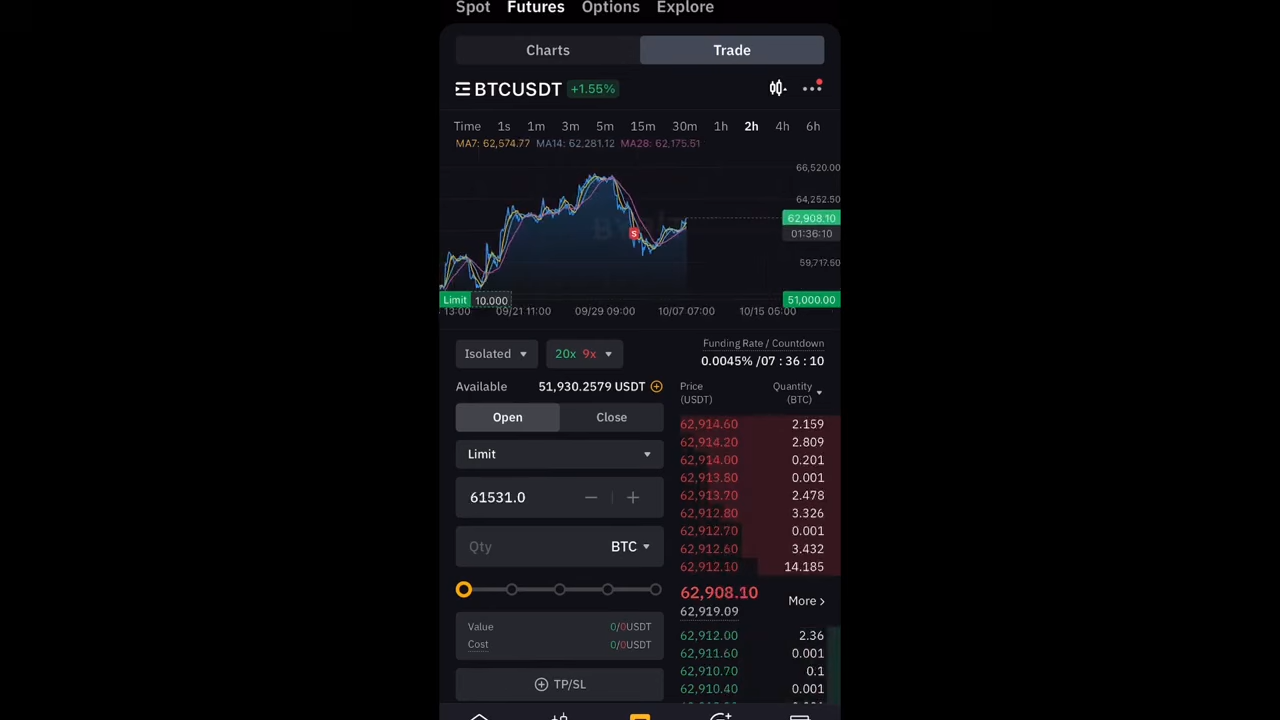 Spot Futures Options Explore
Charts Trade
BTCUSDT +1.55%
Time 1s 1m 3m 5m 15m 30m 1h 2h 4h 6h
MA7: 62,574.77 MA14: 62,281.12 MA28: 62,175.51
66,520.00
64,252.50
62,908.10
S
01:36:10
59,717.50
Limit 10.000 51,000.00
13:00 09/21 11:00 09/29 09:00 10/07 07:00 10/15 05:00
Isolated 20x 9x
Funding Rate / Countdown
0.0045% /07 : 36 : 10
Available 51,930.2579 USDT
Open Close
Limit
61531.0
Qty BTC
Value 0/0USDT
Cost 0/0USDT
TP/SL
Price Quantity
(USDT) (BTC)
62,914.60 2.159
62,914.20 2.809
62,914.00 0.201
62,913.80 0.001
62,913.70 2.478
62,912.80 3.326
62,912.70 0.001
62,912.60 3.432
62,912.10 14.185
62,908.10
62,919.09
More >
62,912.00 2.36
62,911.60 0.001
62,910.70 0.1
62,910.40 0.001